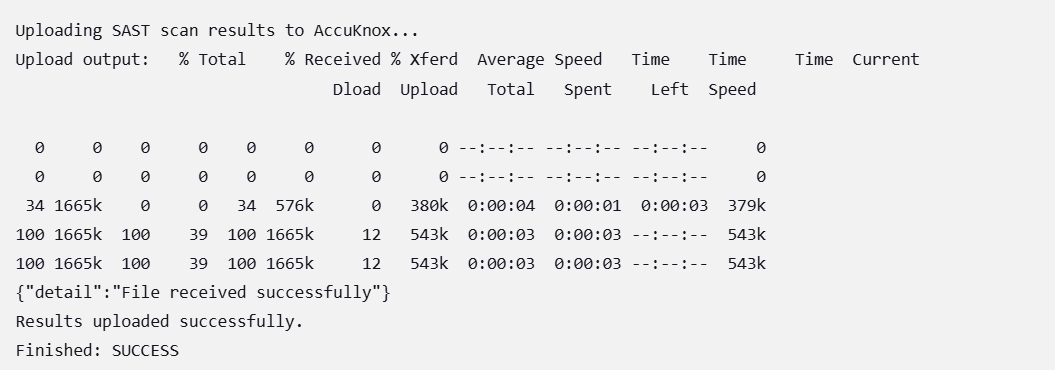 Uploading SAST scan results to AccuKnox...
Upload output:   % Total    % Received % Xferd  Average Speed   Time    Time     Time  Current
                                 Dload  Upload   Total   Spent    Left  Speed
  0     0    0     0    0     0      0      0 --:--:-- --:--:-- --:--:--     0
  0     0    0     0    0     0      0      0 --:--:-- --:--:-- --:--:--     0
 34 1665k    0     0   34  576k      0   380k  0:00:04  0:00:01  0:00:03  379k
100 1665k  100    39  100 1665k     12   543k  0:00:03  0:00:03 --:--:--  543k
100 1665k  100    39  100 1665k     12   543k  0:00:03  0:00:03 --:--:--  543k
{"detail":"File received successfully"}
Results uploaded successfully.
Finished: SUCCESS